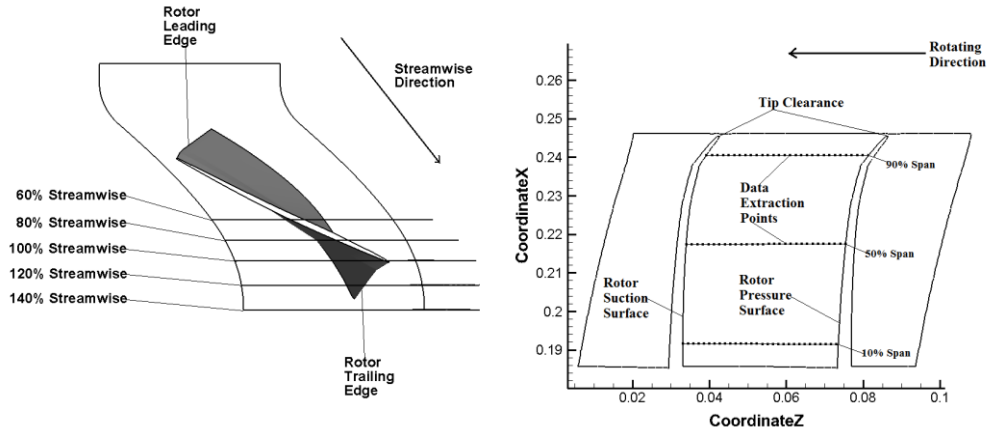 Rotor
Leading
Edge
Streamwise
Direction
60% Streamwise
80% Streamwise
100% Streamwise
120% Streamwise
140% Streamwise
Rotor
Trailing
Edge
Rotating
Direction
Tip Clearance
90% Span
Data
Extraction
Points
50% Span
Rotor
Suction
Surface
Rotor
Pressure
Surface
10% Span
CoordinateX
0.26
0.25
0.24
0.23
0.22
0.21
0.2
0.19
0.02
0.04
0.06
0.08
0.1
CoordinateZ